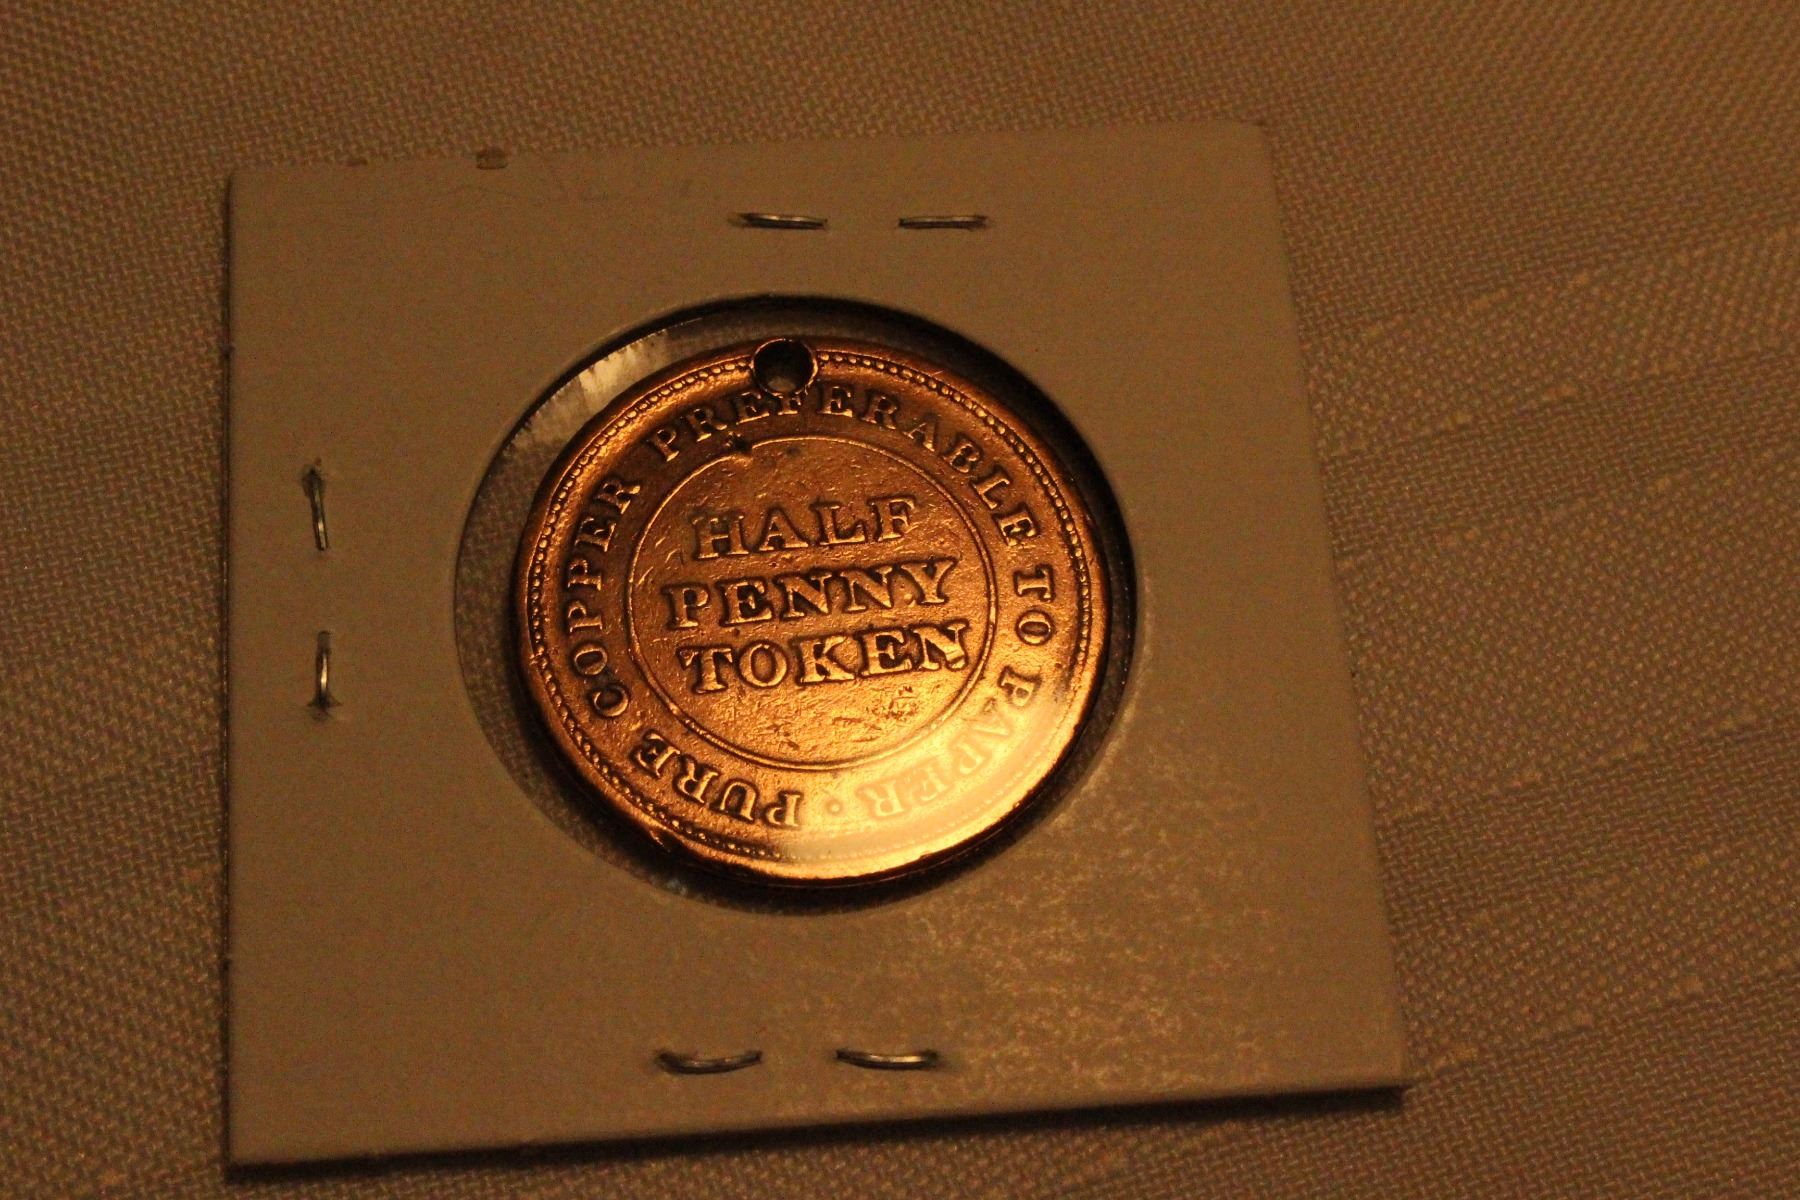 PURE COPPER PREFERABLE TO PAPER ·
HALF
PENNY
TOKEN